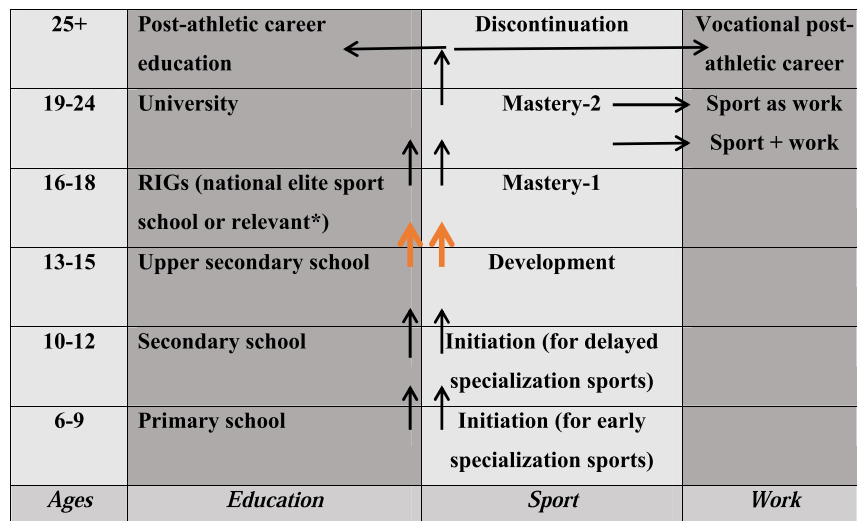 25+ Post-athletic career Discontinuation Vocational post-
education athletic career
19-24 University Mastery-2 Sport as work
Sport + work
16-18 RIGs (national elite sport Mastery-1
school or relevant*)
13-15 Upper secondary school Development
10-12 Secondary school Initiation (for delayed
specialization sports)
6-9 Primary school Initiation (for early
specialization sports)
Ages Education Sport Work